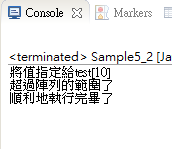 Console
Markers
<terminated> Sample5_2 [Ja
將值指定給test[10]
超過陣列的範圍了
順利地執行完畢了